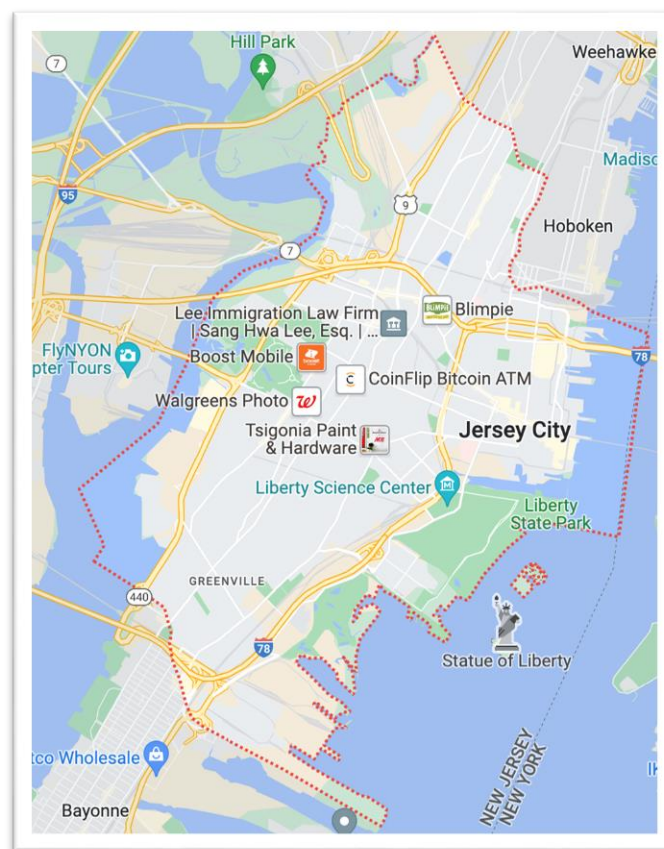 Hill Park
7
Weehawke
Madiso
95
9
Hoboken
7
Lee Immigration Law Firm
| Sang Hwa Lee, Esq. | ...
BLIMPIE
Blimpie
FlyNYON
pter Tours
Boost Mobile
78
CoinFlip Bitcoin ATM
Walgreens Photo
Tsigonia Paint
& Hardware
Jersey City
Liberty Science Center
Liberty
State Park
GREENVILLE
440
78
Statue of Liberty
tco Wholesale
NEW JERSEY
NEW YORK
Bayonne